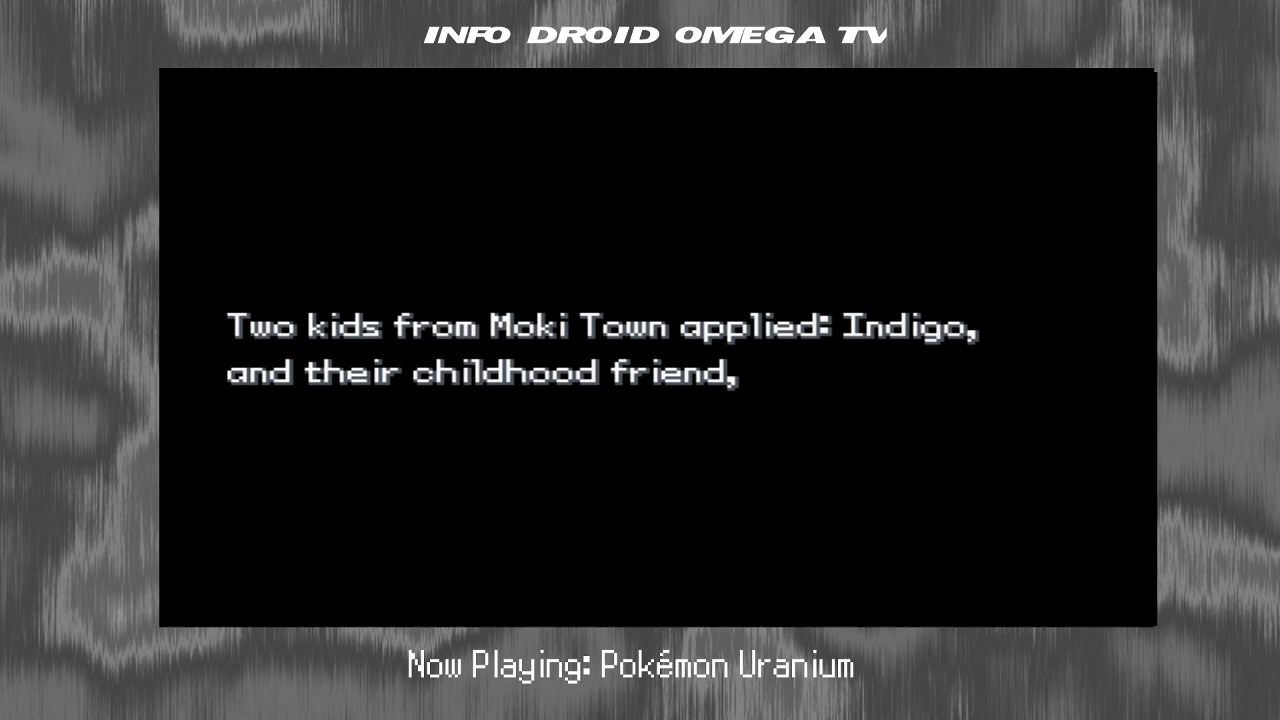 INFO DROID OMEGA TV
Two kids from Moki Town applied: Indigo,
and their childhood friend,
Now Playing: Pokémon Uranium